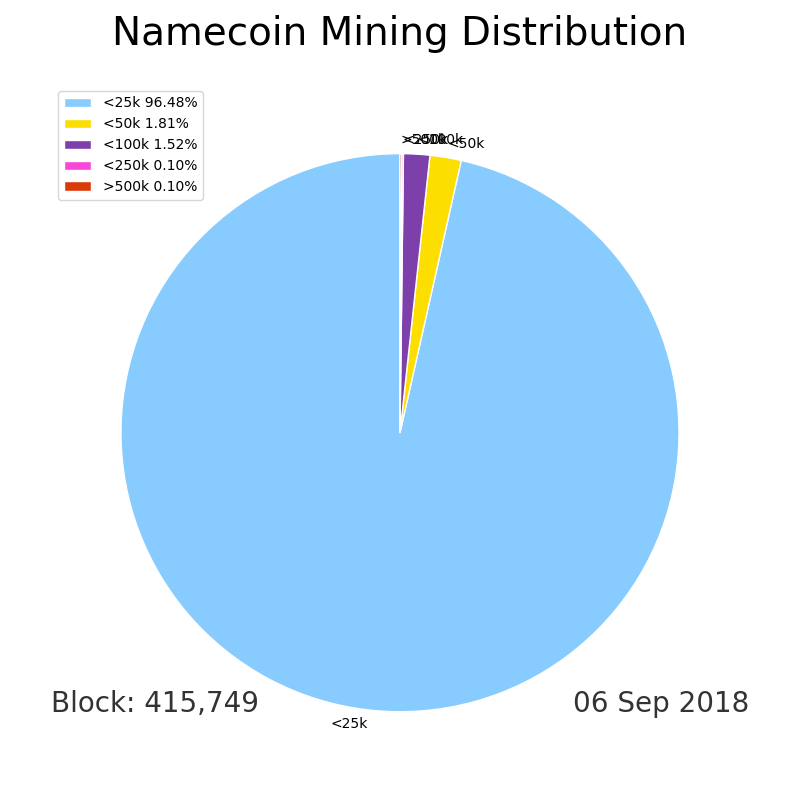 Namecoin Mining Distribution
<25k 96.48%
<50k 1.81%
<100k 1.52%
<250k 0.10%
>500k 0.10%
<50k
<25k
Block: 415,749
06 Sep 2018